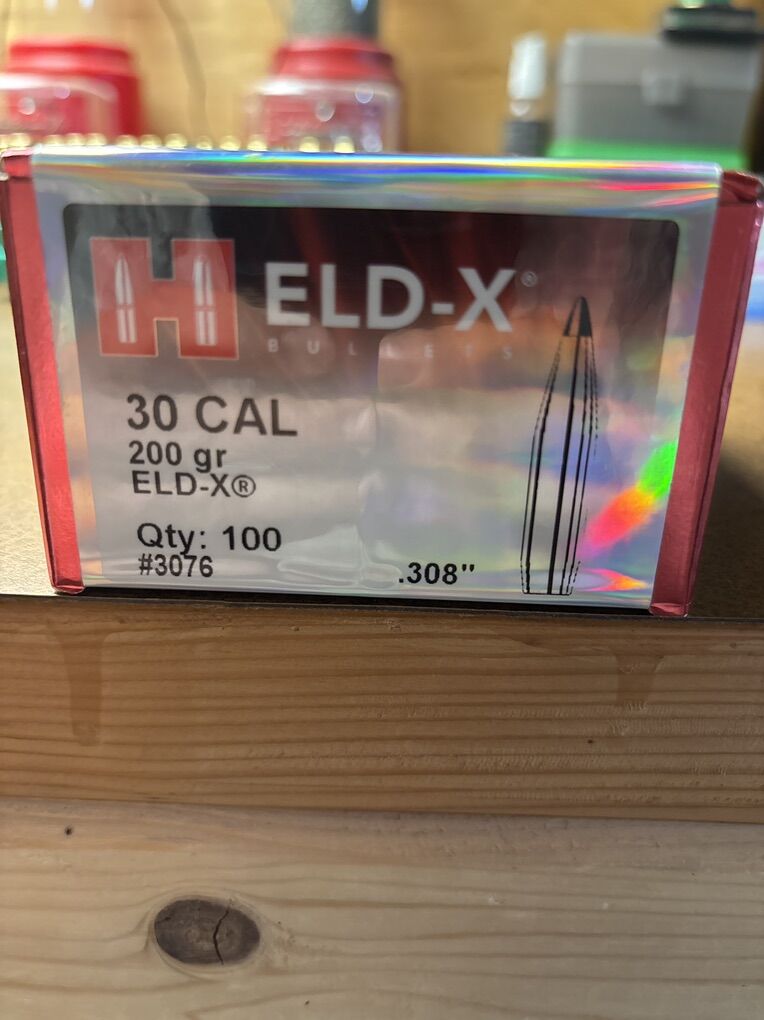 H ELD-X®
BULLETS
30 CAL
200 gr
ELD-X®
Qty: 100
#3076
.308"